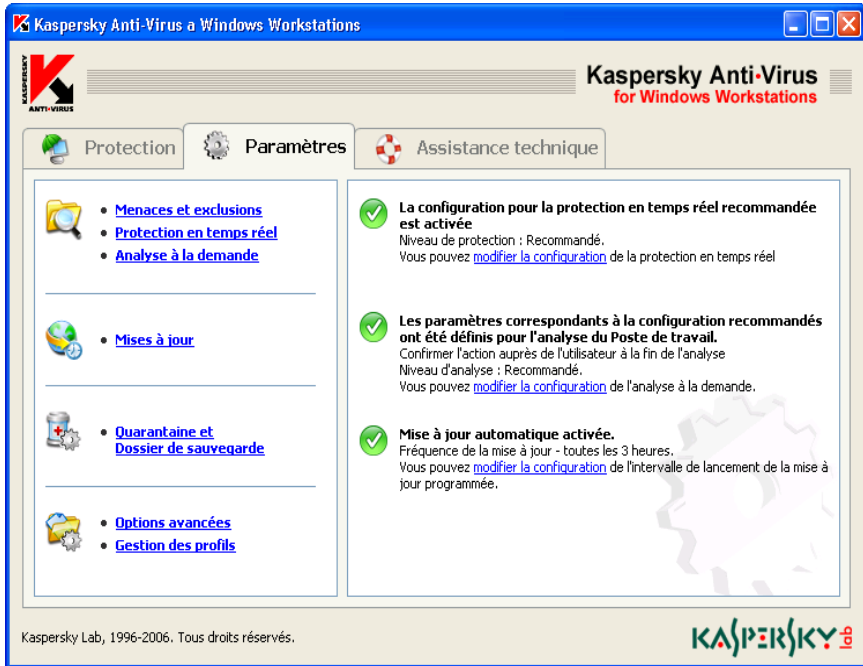 Kaspersky Anti-Virus a Windows Workstations
KASPERSKY
ANTI-VIRUS
Kaspersky Anti-Virus
for Windows Workstations
Protection
Paramètres
Assistance technique
Menaces et exclusions
Protection en temps réel
Analyse à la demande
Mises à jour
Quarantaine et
Dossier de sauvegarde
Options avancées
Gestion des profils
La configuration pour la protection en temps réel recommandée
est activée
Niveau de protection : Recommandé.
Vous pouvez modifier la configuration de la protection en temps réel
Les paramètres correspondants à la configuration recommandés
ont été définis pour l'analyse du Poste de travail.
Confirmer l'action auprès de l'utilisateur à la fin de l'analyse
Niveau d'analyse : Recommandé.
Vous pouvez modifier la configuration de l'analyse à la demande.
Mise à jour automatique activée.
Fréquence de la mise à jour - toutes les 3 heures.
Vous pouvez modifier la configuration de l'intervalle de lancement de la mise à
jour programmée.
Kaspersky Lab, 1996-2006. Tous droits réservés.
KASPERSKY lab